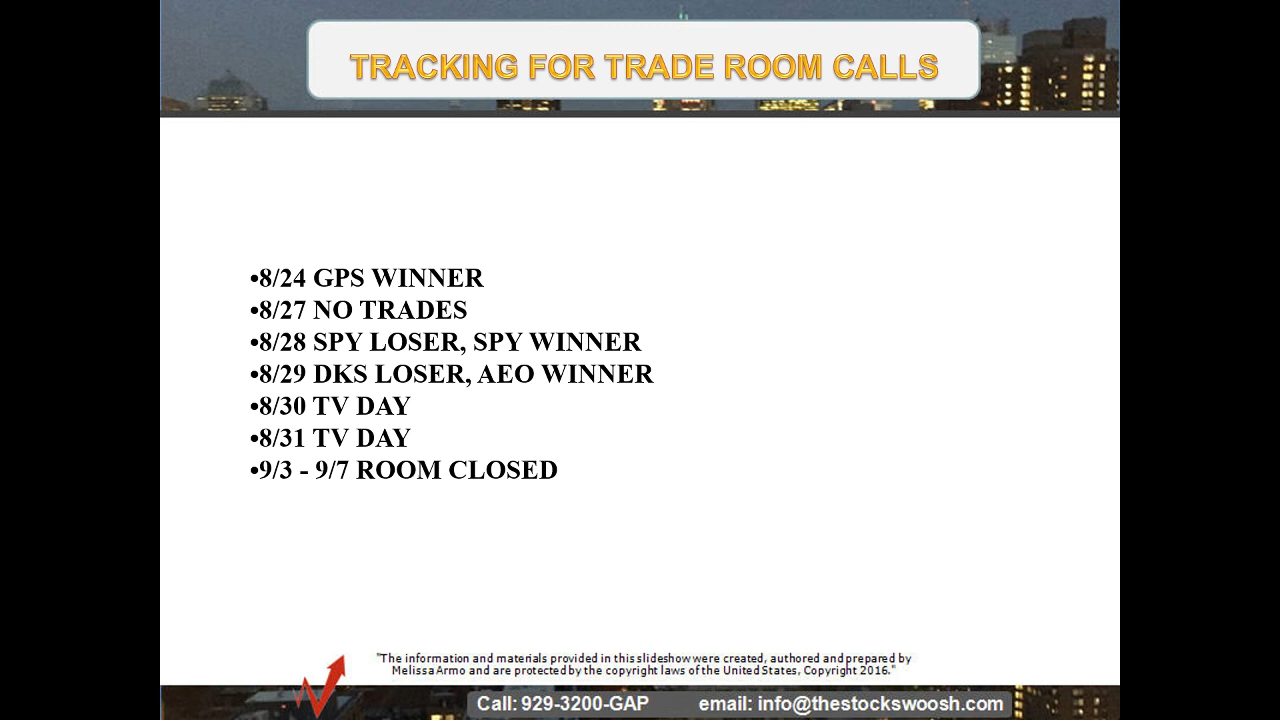 TRACKING FOR TRADE ROOM CALLS
•8/24 GPS WINNER
•8/27 NO TRADES
•8/28 SPY LOSER, SPY WINNER
•8/29 DKS LOSER, AEO WINNER
•8/30 TV DAY
•8/31 TV DAY
•9/3 - 9/7 ROOM CLOSED
"The information and materials provided in this slideshow were created, authored and prepared by
Melissa Armo and are protected by the copyright laws of the United States, Copyright 2016."
Call: 929-3200-GAP email: info@thestockswoosh.com